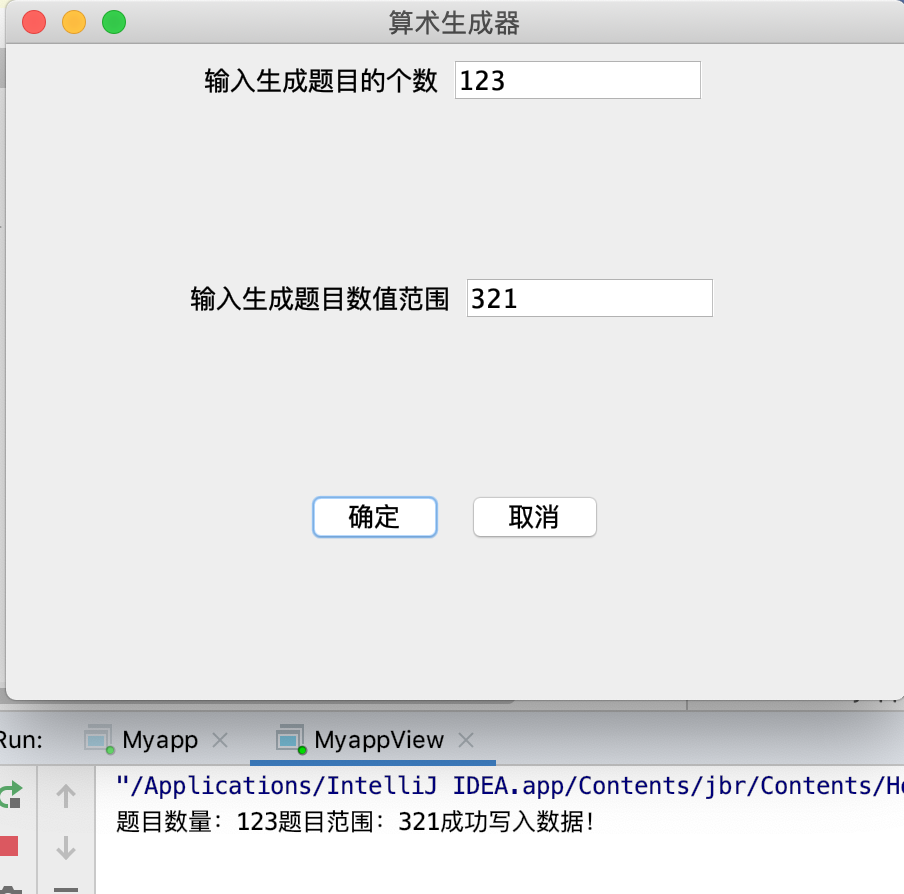 算术生成器
输入生成题目的个数 123
输入生成题目数值范围 321
确定 取消
Run: Myapp MyappView
"/Applications/IntelliJ IDEA.app/Contents/jbr/Contents/Ho
题目数量：123题目范围：321成功写入数据！